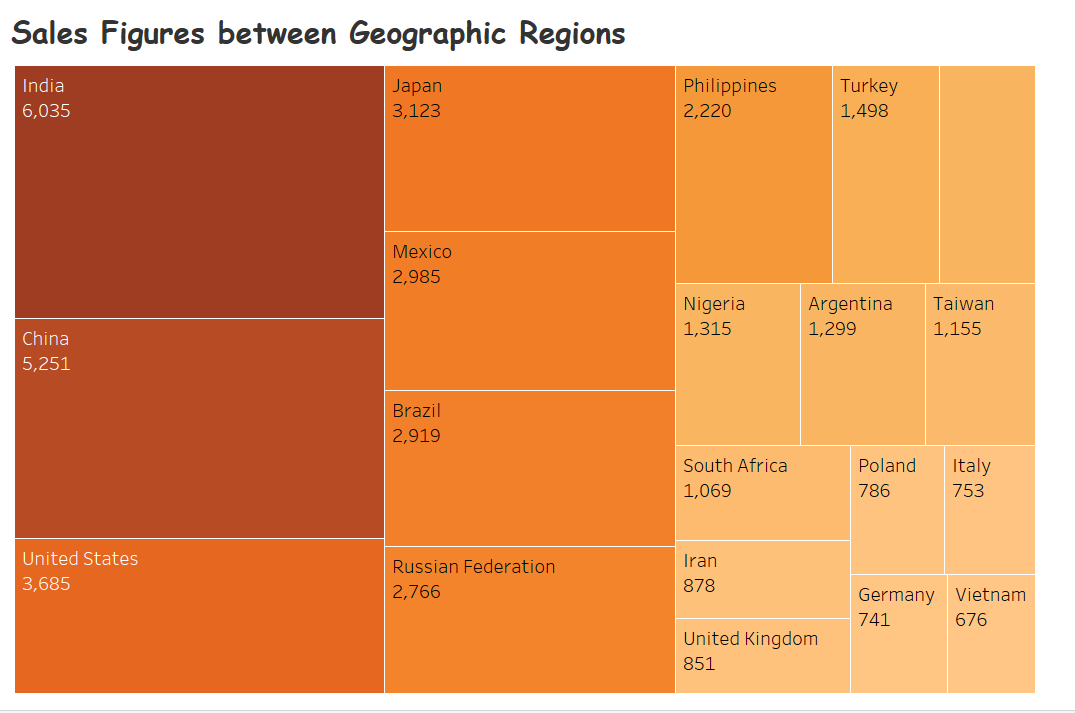 Sales Figures between Geographic Regions
India
6,035
China
5,251
United States
3,685
Japan
3,123
Mexico
2,985
Brazil
2,919
Russian Federation
2,766
Philippines
2,220
Turkey
1,498
Nigeria
1,315
Argentina
1,299
Taiwan
1,155
South Africa
1,069
Iran
878
United Kingdom
851
Poland
786
Italy
753
Germany
741
Vietnam
676